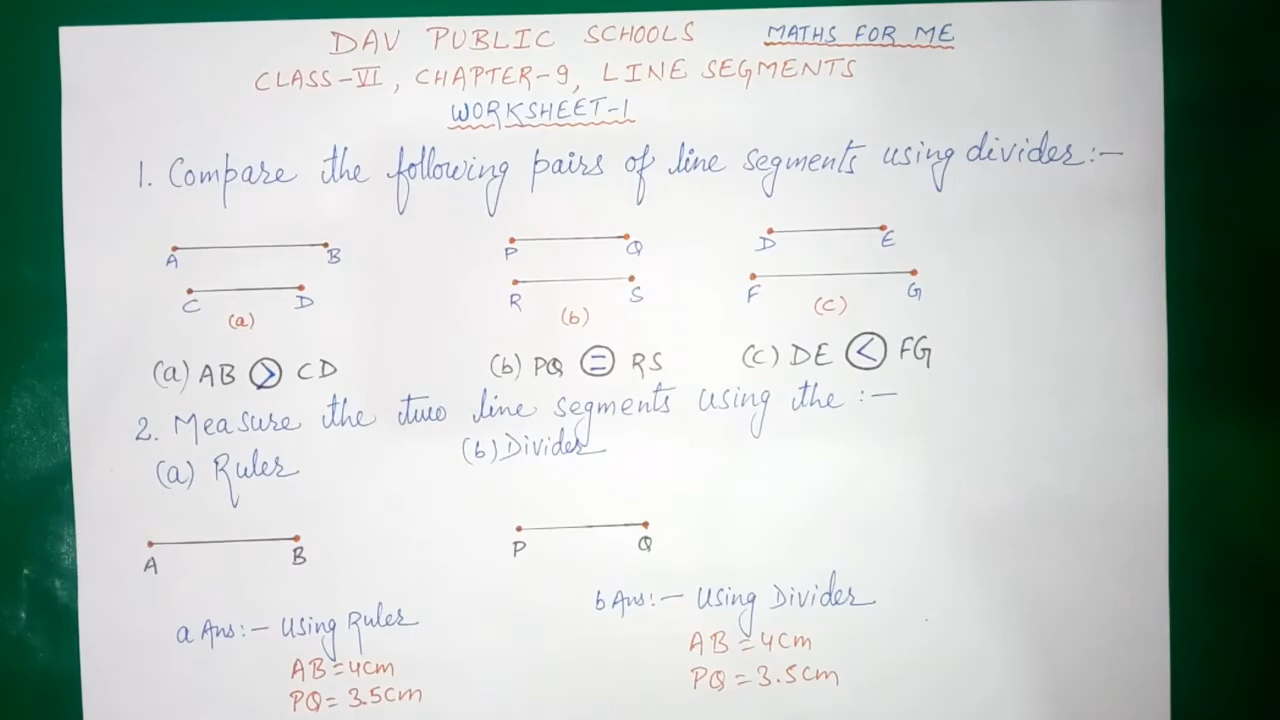 DAV PUBLIC SCHOOLS MATHS FOR ME
CLASS-VI, CHAPTER-9, LINE SEGMENTS
WORKSHEET-1
1. Compare the following pairs of line segments using divider:-
A B P Q D E
C D R S F G
(a) (b) (c)
(a) AB > CD (b) PQ = RS (c) DE < FG
2. Measure the two line segments using the :-
(a) Ruler (b) Divider
A B P Q
a Ans:- Using Ruler b Ans:- Using Divider
AB=4cm AB=4cm
PQ=3.5cm PQ=3.5cm